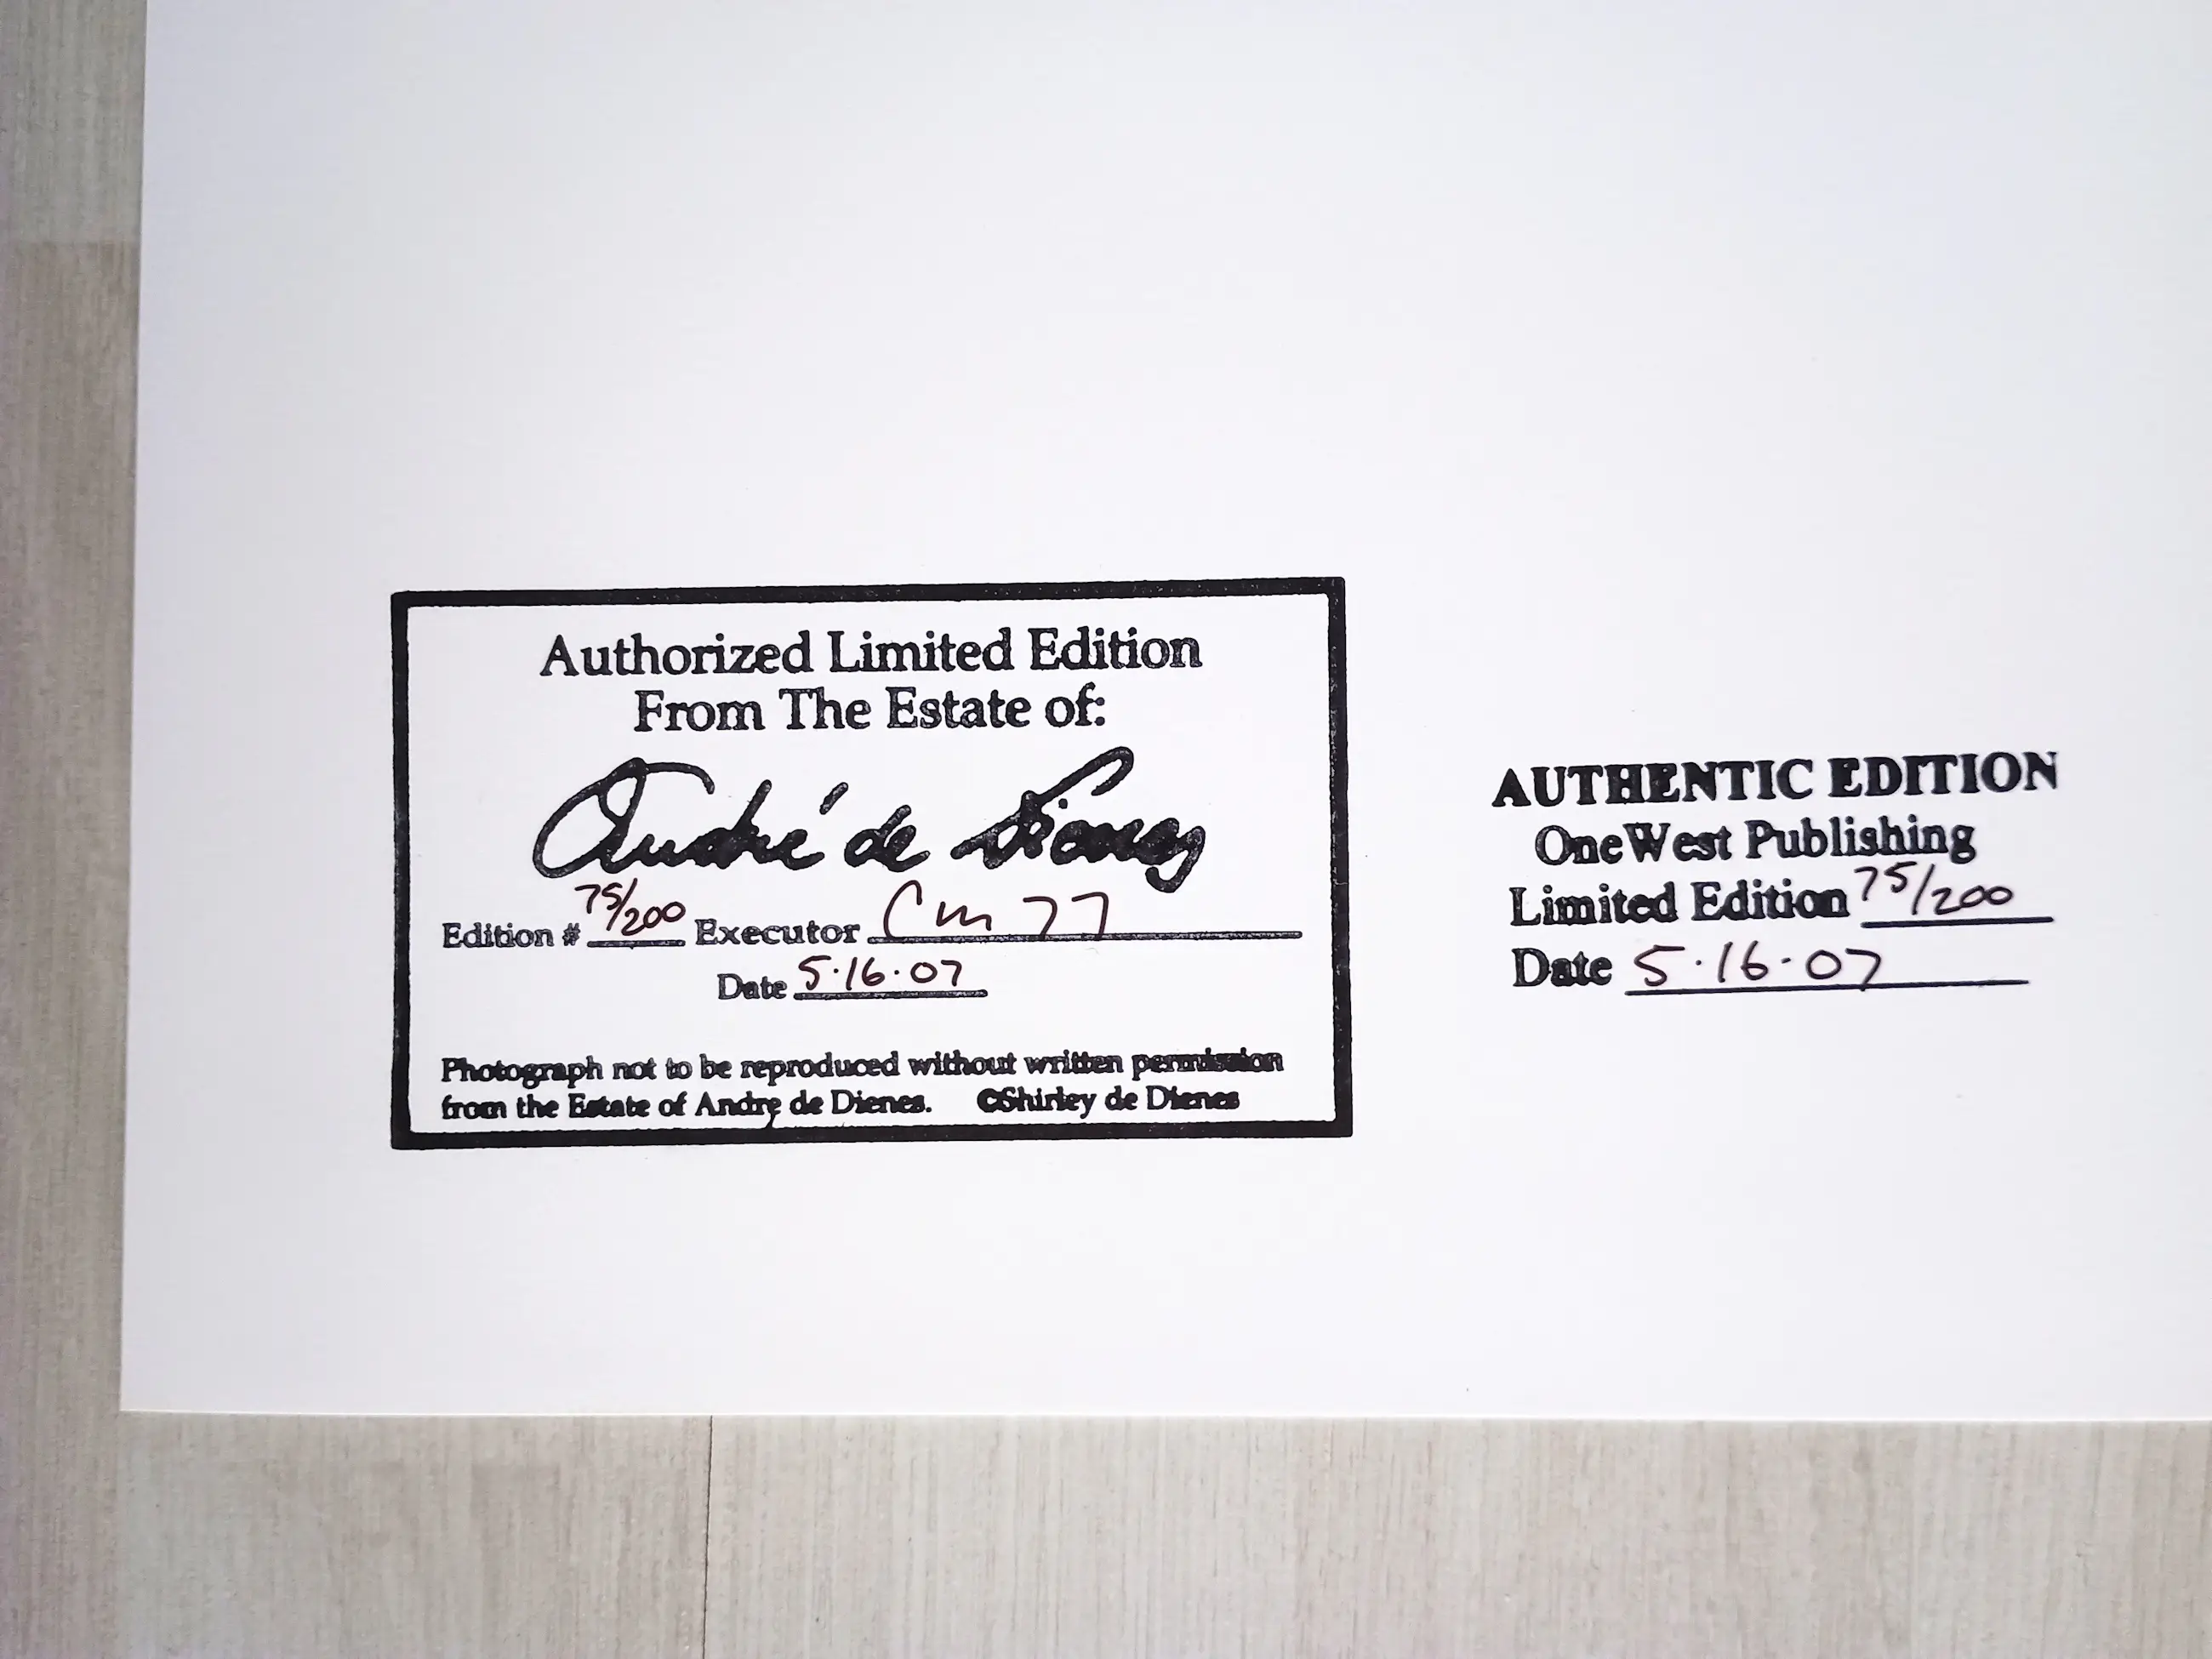 Authorized Limited Edition
From The Estate of:
André de Dienes
Edition # 75/200 Executor
Date 5·16·07
Photograph not to be reproduced without written permission
from the Estate of Andre de Dienes. ©Shirley de Dienes
AUTHENTIC EDITION
OneWest Publishing
Limited Edition 75/200
Date 5·16·07